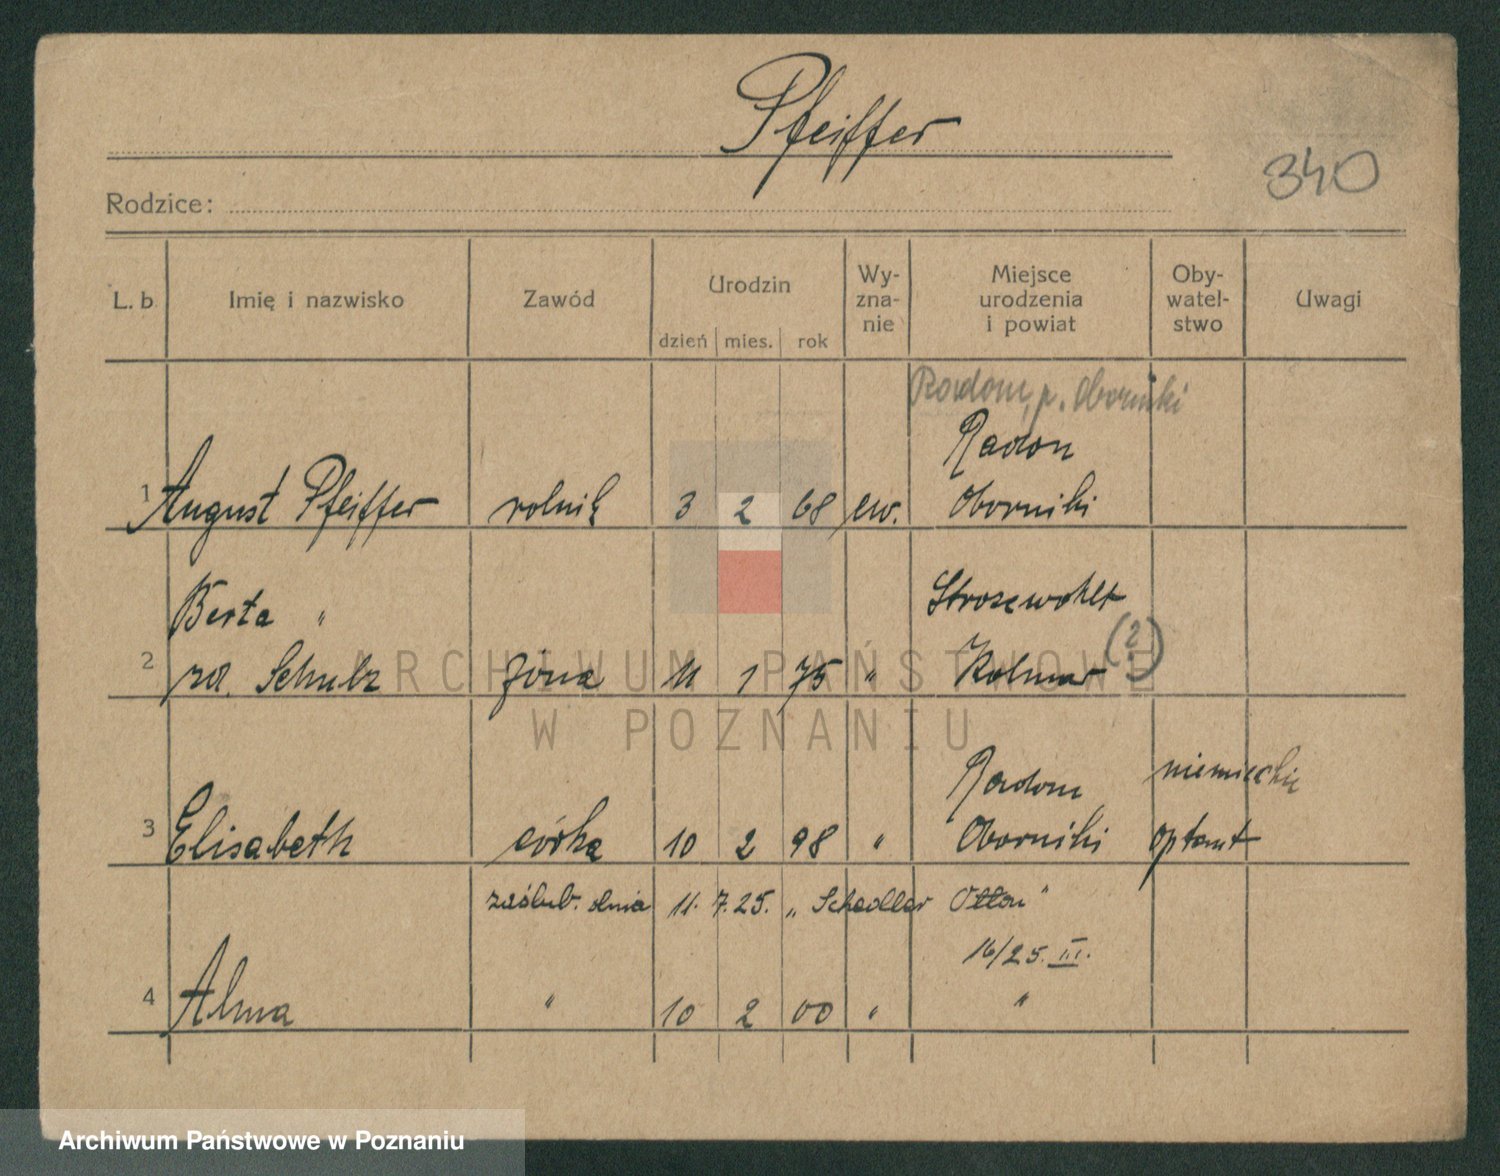 Pfeiffer
340
Rodzice:
L. b. Imię i nazwisko Zawód Urodzin dzień mies. rok Wy- zna- nie Miejsce urodzenia i powiat Oby- watel- stwo Uwagi
Radom, p. Oborniki
Radom
1 August Pfeiffer rolnik 3 2 68 ew. Oborniki
Berta " 
2 rd. Schulz żona 11 1 75 " Kolmar (2)
Radom niemiecki
3 Elisabeth córka 10 2 98 " Oborniki optant
zaślub. dnia 11. 7. 25. " Schedler Otton "
16/25. III.
4 Alma " 10 2 00 " "
ARCHIWUM PAŃSTWOWE
W POZNANIU
Archiwum Państwowe w Poznaniu